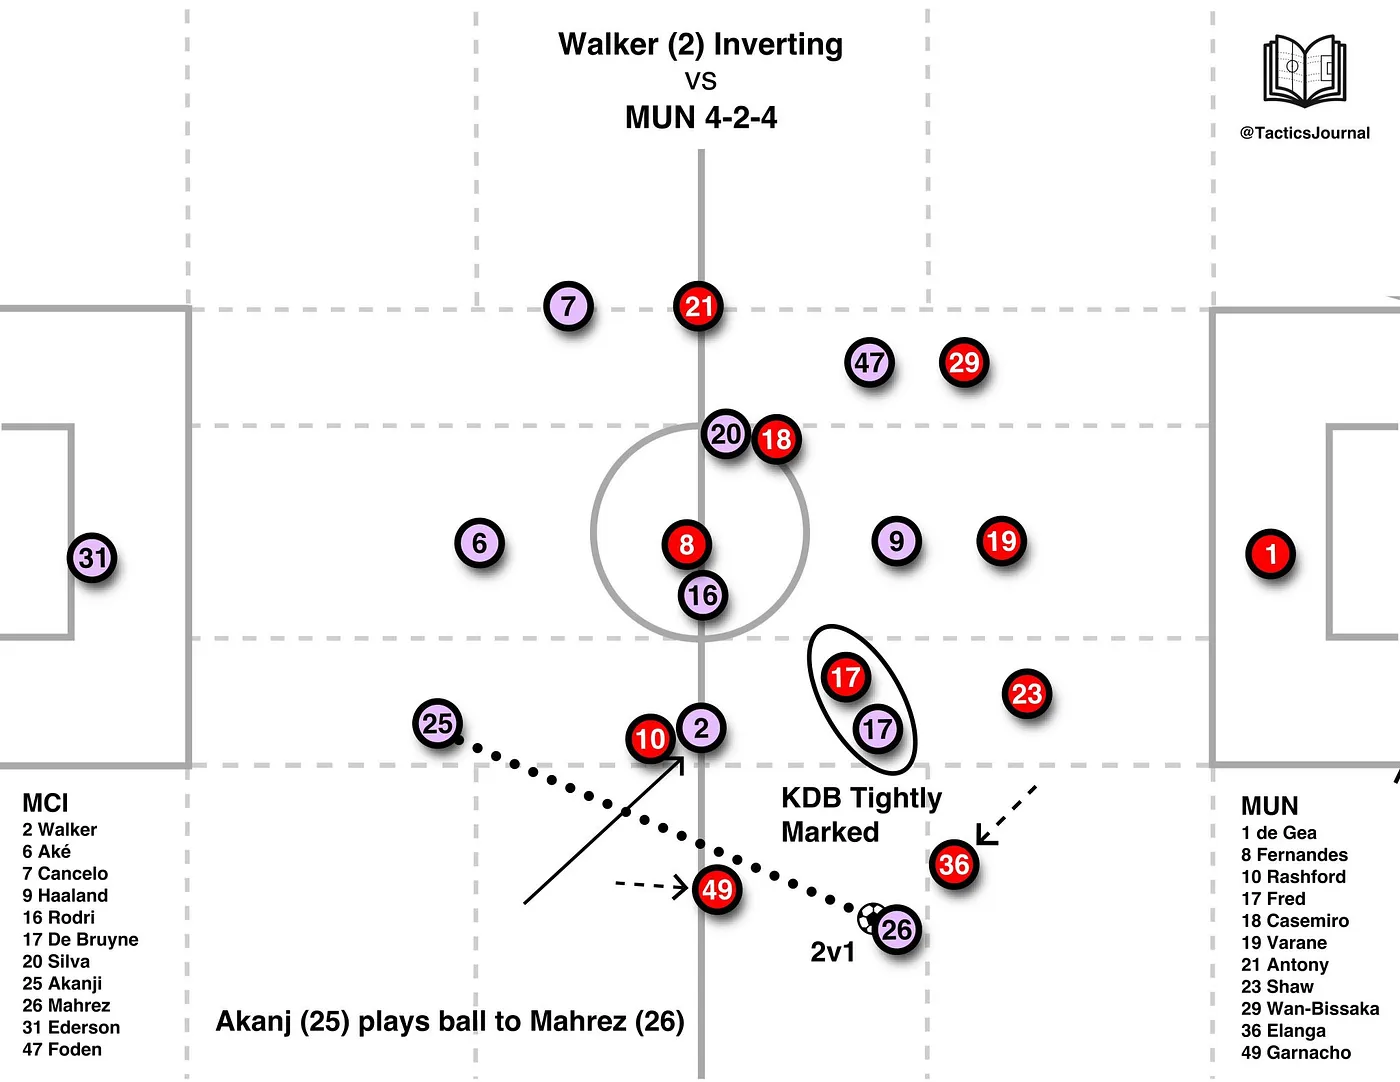 Walker (2) Inverting
vs
MUN 4-2-4
@TacticsJournal
7
21
47
29
20
18
31
6
8
9
19
1
16
17
23
25
10
2
17
KDB Tightly
Marked
36
49
26
2v1
Akanj (25) plays ball to Mahrez (26)
MCI
2 Walker
6 Aké
7 Cancelo
9 Haaland
16 Rodri
17 De Bruyne
20 Silva
25 Akanji
26 Mahrez
31 Ederson
47 Foden
MUN
1 de Gea
8 Fernandes
10 Rashford
17 Fred
18 Casemiro
19 Varane
21 Antony
23 Shaw
29 Wan-Bissaka
36 Elanga
49 Garnacho